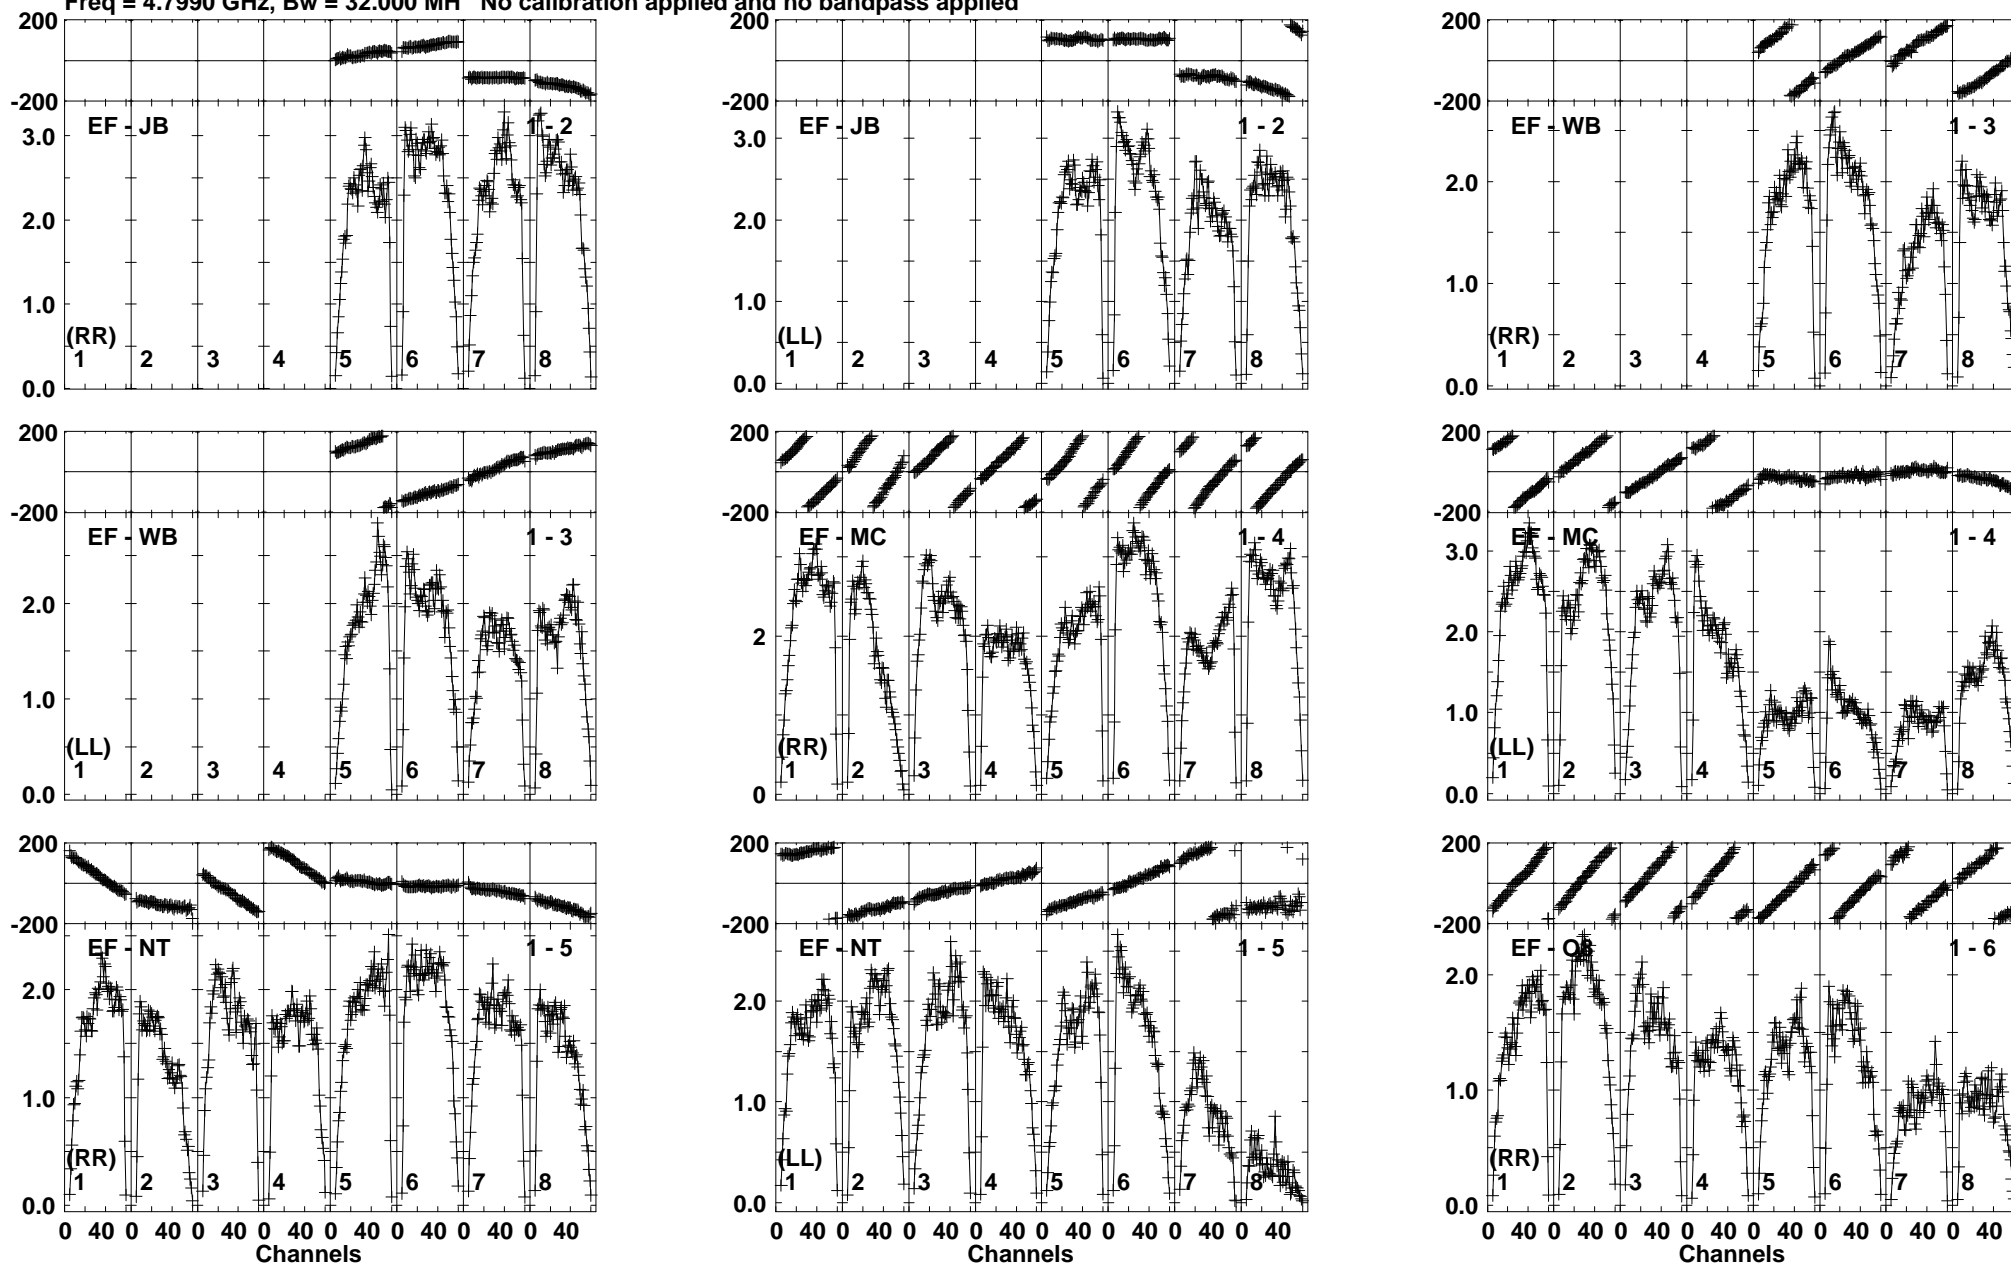 Freq = 4.7990 GHz, Bw = 32.000 MH No calibration applied and no bandpass applied
200 200 200
-200 -200 -200
EF - JB 1 - 2 EF - JB 1 - 2 EF - WB 1 - 3
3.0 3.0
2.0 2.0 2.0
1.0 1.0 1.0
(RR) (LL) (RR)
1 2 3 4 5 6 7 8 1 2 3 4 5 6 7 8 1 2 3 4 5 6 7 8
0.0 0.0 0.0
200 200 200
-200 -200 -200
EF - WB 1 - 3 EF - MC 1 - 4 EF - MC 1 - 4
3.0
2.0 2 2.0
1.0 1.0
(LL) (RR) (LL)
1 2 3 4 5 6 7 8 1 2 3 4 5 6 7 8 1 2 3 4 5 6 7 8
0.0 0 0.0
200 200 200
-200 -200 -200
EF - NT 1 - 5 EF - NT 1 - 5 EF - O8 1 - 6
2.0 2.0 2.0
1.0 1.0 1.0
(RR) (LL) (RR)
1 2 3 4 5 6 7 8 1 2 3 4 5 6 7 8 1 2 3 4 5 6 7 8
0.0 0.0 0.0
0 40 0 40 0 40 0 40 0 40 0 40 0 40 0 40 0 40 0 40 0 40 0 40 0 40 0 40 0 40 0 40 0 40 0 40 0 40 0 40 0 40 0 40 0 40 0 40
Channels Channels Channels